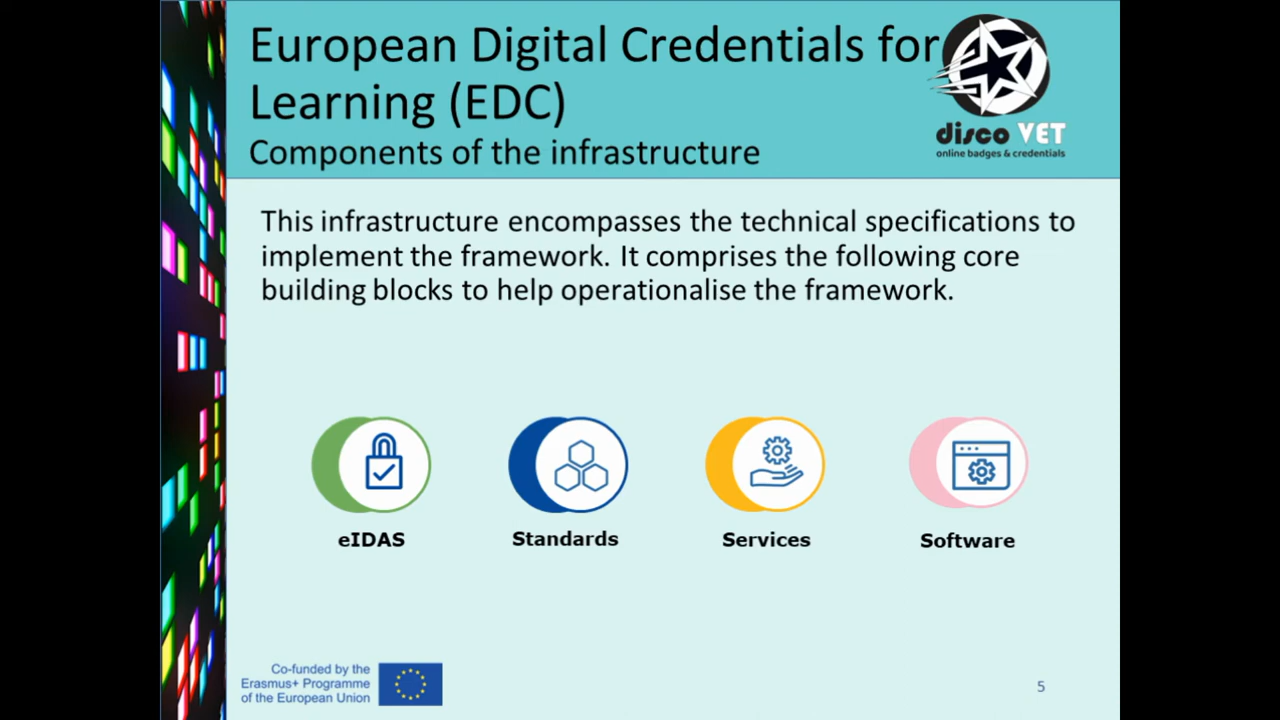 European Digital Credentials for
Learning (EDC)
Components of the infrastructure
disco VET
online badges & credentials
This infrastructure encompasses the technical specifications to
implement the framework. It comprises the following core
building blocks to help operationalise the framework.
eIDAS
Standards
Services
Software
Co-funded by the
Erasmus+ Programme
of the European Union
5